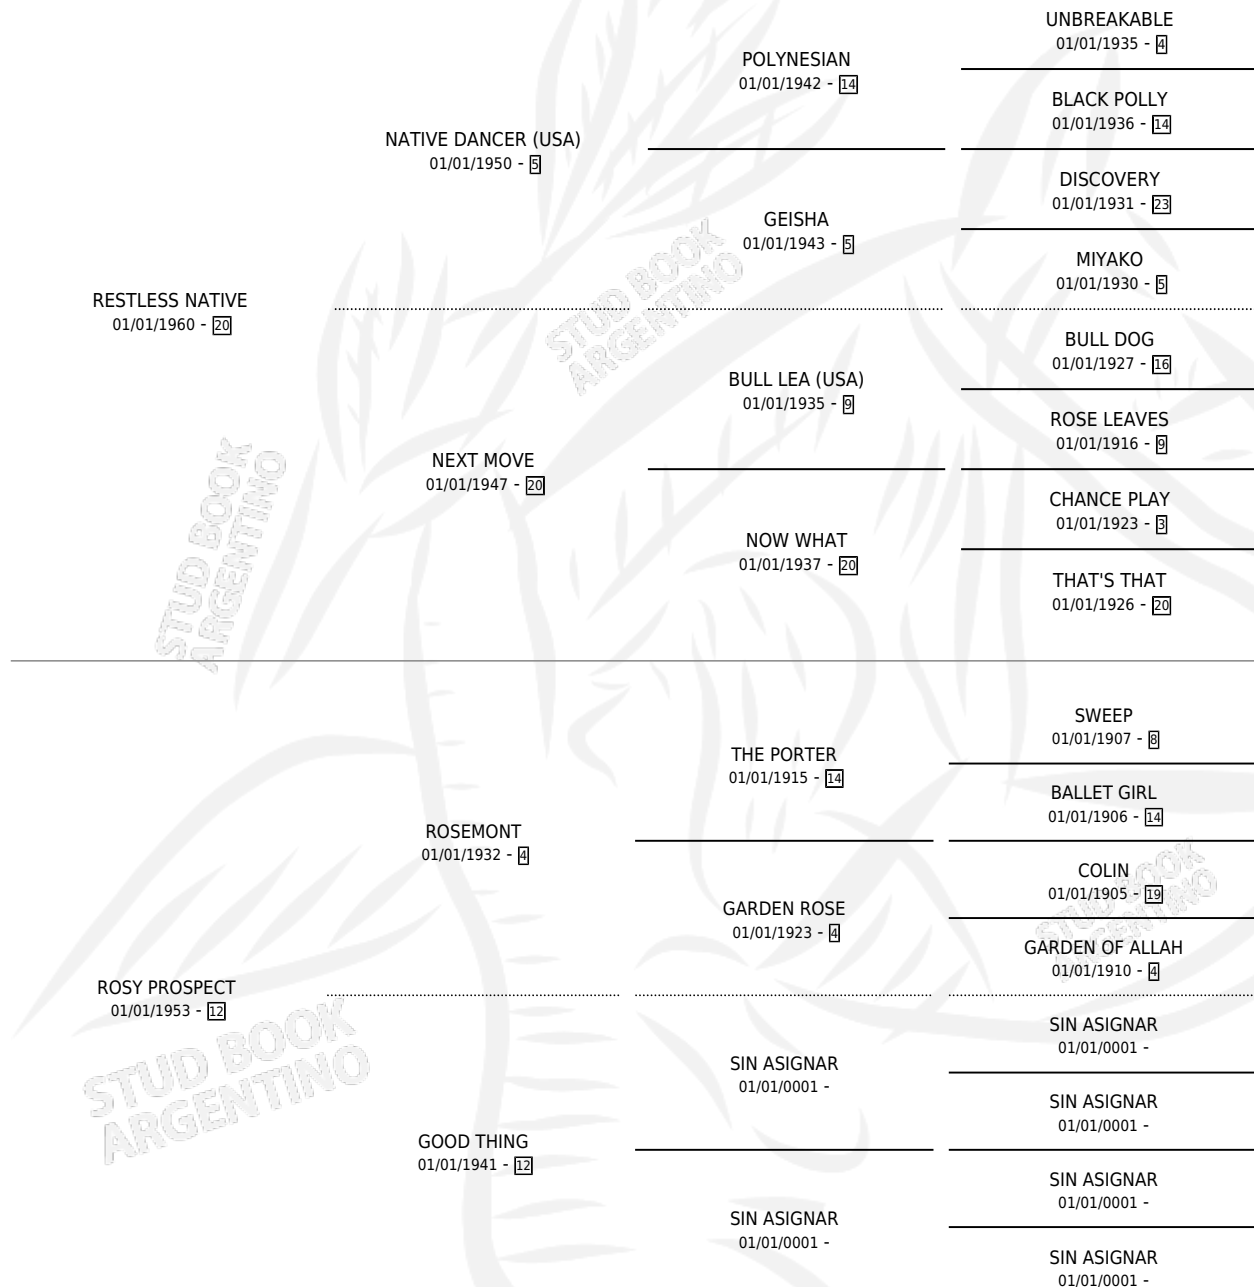 UNBREAKABLE
01/01/1935 - 4
POLYNESIAN
01/01/1942 - 14
BLACK POLLY
01/01/1936 - 14
NATIVE DANCER (USA)
01/01/1950 - 5
DISCOVERY
01/01/1931 - 23
GEISHA
01/01/1943 - 5
MIYAKO
01/01/1930 - 5
RESTLESS NATIVE
01/01/1960 - 20
STUD BOOK
ARGENTINO
BULL DOG
01/01/1927 - 16
BULL LEA (USA)
01/01/1935 - 9
ROSE LEAVES
01/01/1916 - 9
NEXT MOVE
01/01/1947 - 20
CHANCE PLAY
01/01/1923 - 3
NOW WHAT
01/01/1937 - 20
THAT'S THAT
01/01/1926 - 20
STUD BOOK
ARGENTINO
SWEEP
01/01/1907 - 8
THE PORTER
01/01/1915 - 14
BALLET GIRL
01/01/1906 - 14
ROSEMONT
01/01/1932 - 4
COLIN
01/01/1905 - 19
STUD BOOK
ARGENTINO
GARDEN ROSE
01/01/1923 - 4
GARDEN OF ALLAH
01/01/1910 - 4
ROSY PROSPECT
01/01/1953 - 12
STUD BOOK
ARGENTINO
SIN ASIGNAR
01/01/0001 -
SIN ASIGNAR
01/01/0001 -
SIN ASIGNAR
01/01/0001 -
GOOD THING
01/01/1941 - 12
SIN ASIGNAR
01/01/0001 -
SIN ASIGNAR
01/01/0001 -
SIN ASIGNAR
01/01/0001 -